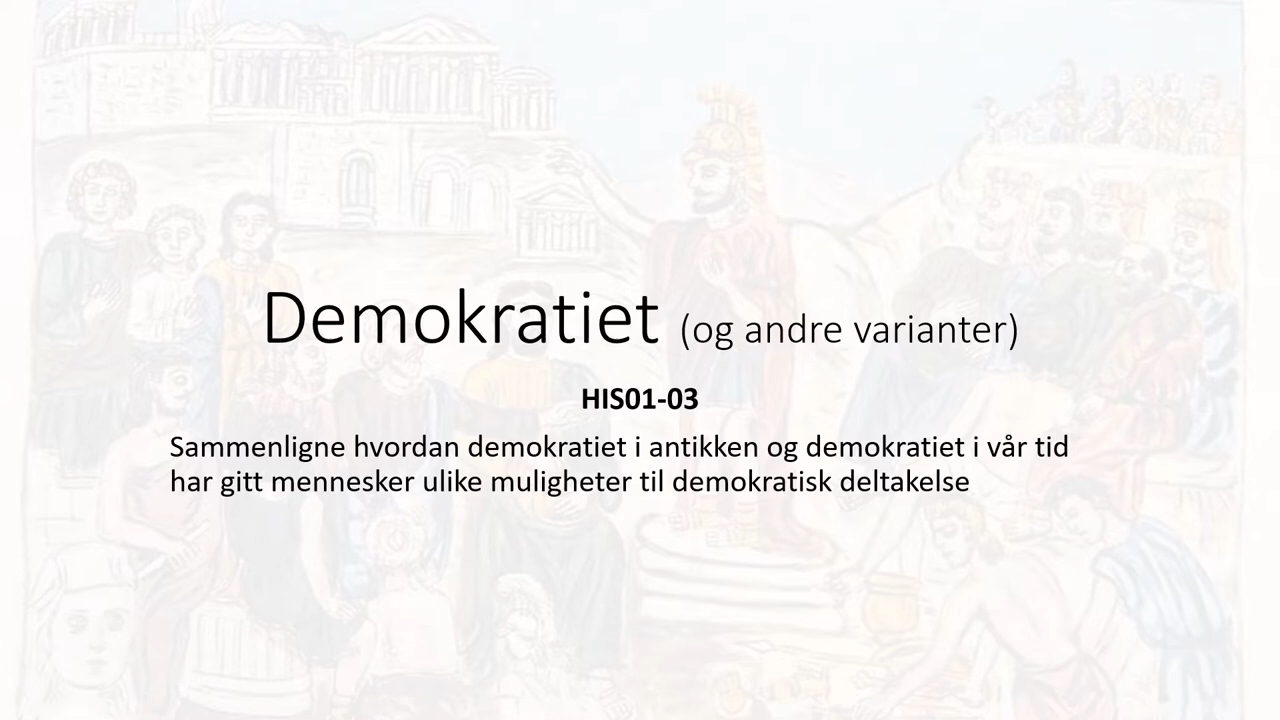 Demokratiet (og andre varianter)
HIS01-03
Sammenligne hvordan demokratiet i antikken og demokratiet i vår tid
har gitt mennesker ulike muligheter til demokratisk deltakelse